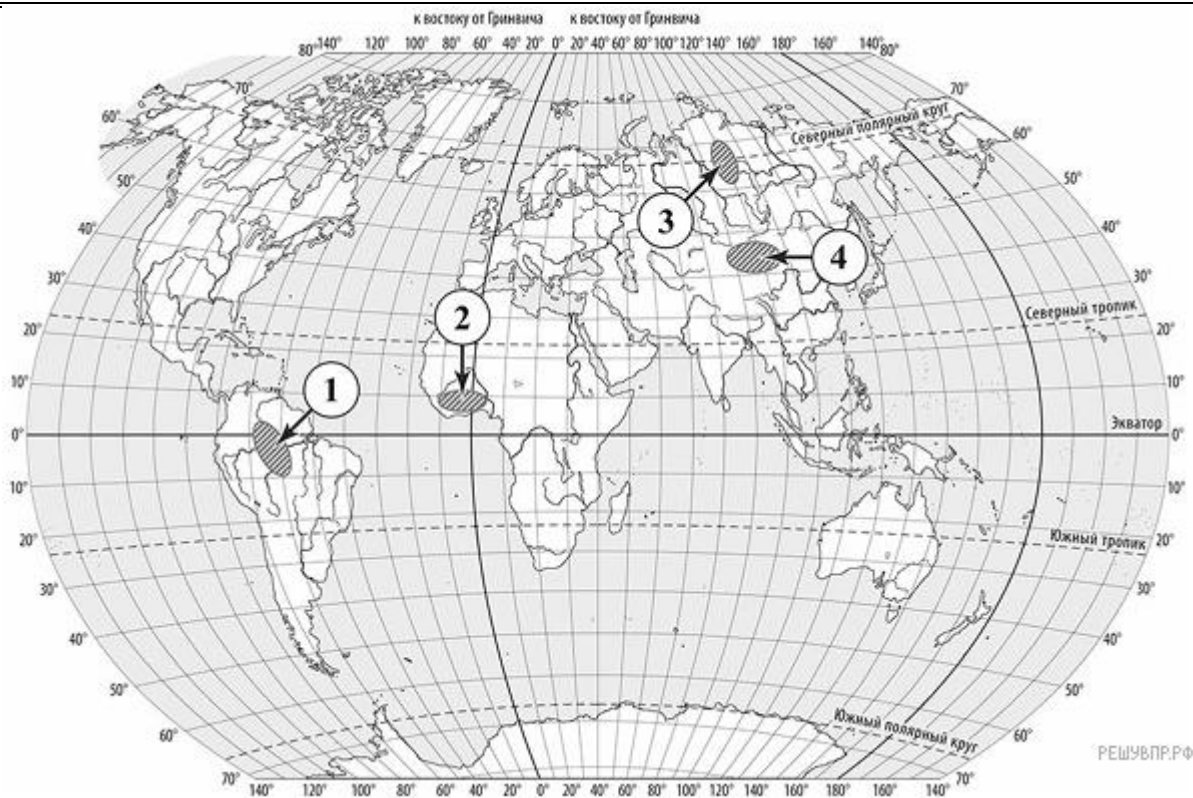 к востоку от Гринвича к востоку от Гринвича
140° 120° 100° 80° 60° 40° 20° 0° 20° 40° 60° 80° 100° 120° 140° 160° 180° 160° 140°
80° 80°
70° 70°
60° Северный полярный круг 60°
50° 50°
3
40° 4 40°
30° 30°
2 Северный тропик
20° 20°
1
10° 10°
Экватор
0° 0°
10° 10°
20° Южный тропик 20°
30° 30°
40° 40°
50° 50°
60° Южный полярный круг 60°
РЕШУВПР.РФ
70° 70°
140° 120° 100° 80° 60° 40° 20° 0° 20° 40° 60° 80° 100° 120° 140° 160° 180° 160° 140°